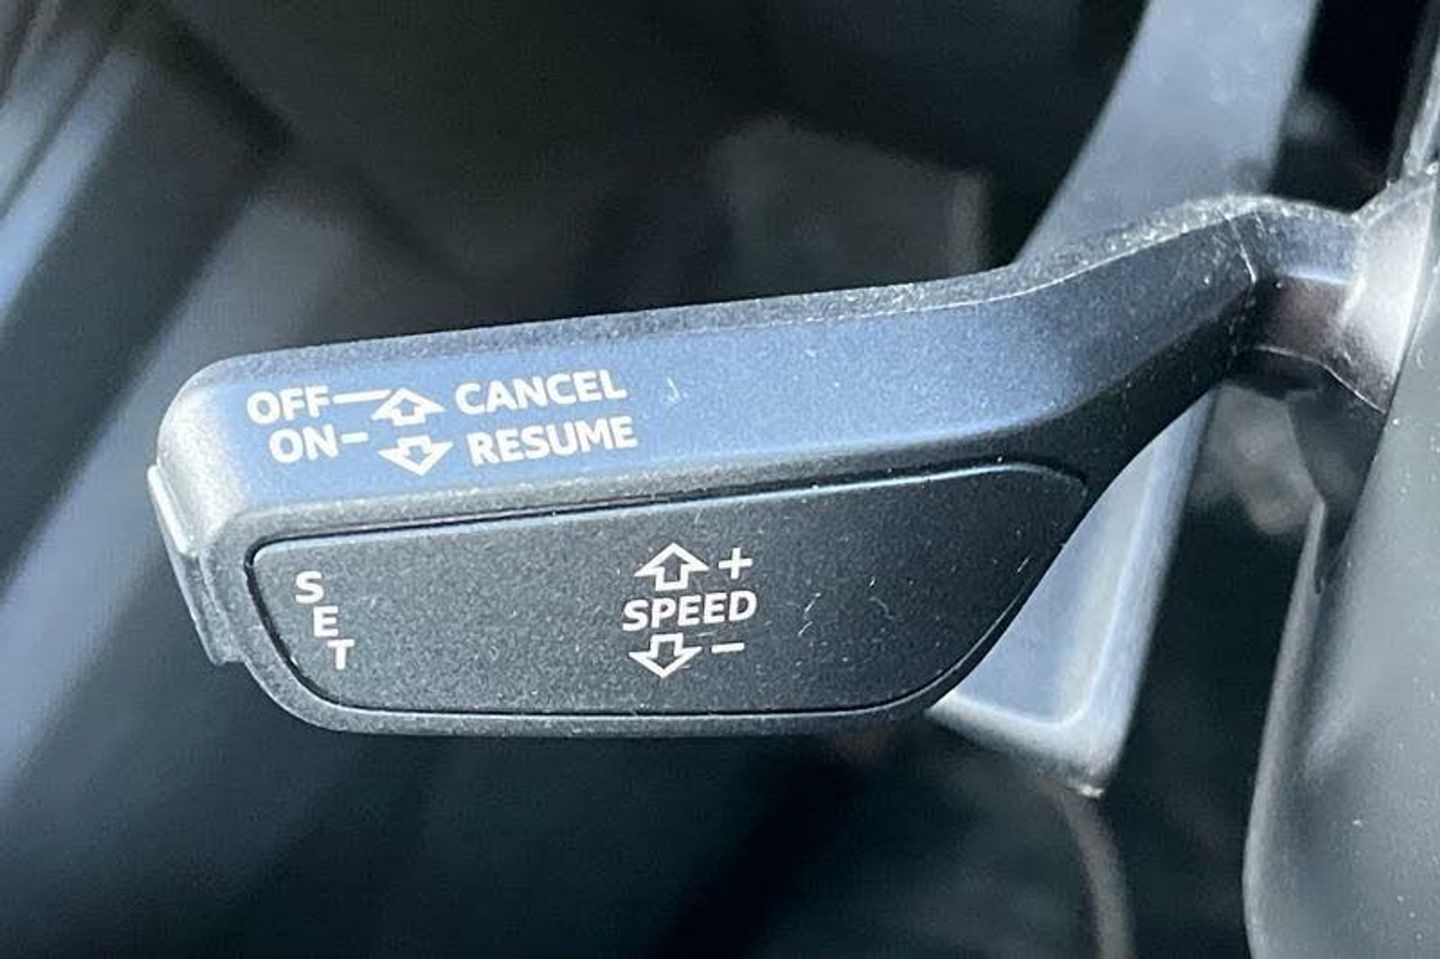 OFF CANCEL
ON RESUME
SET
+
SPEED
-